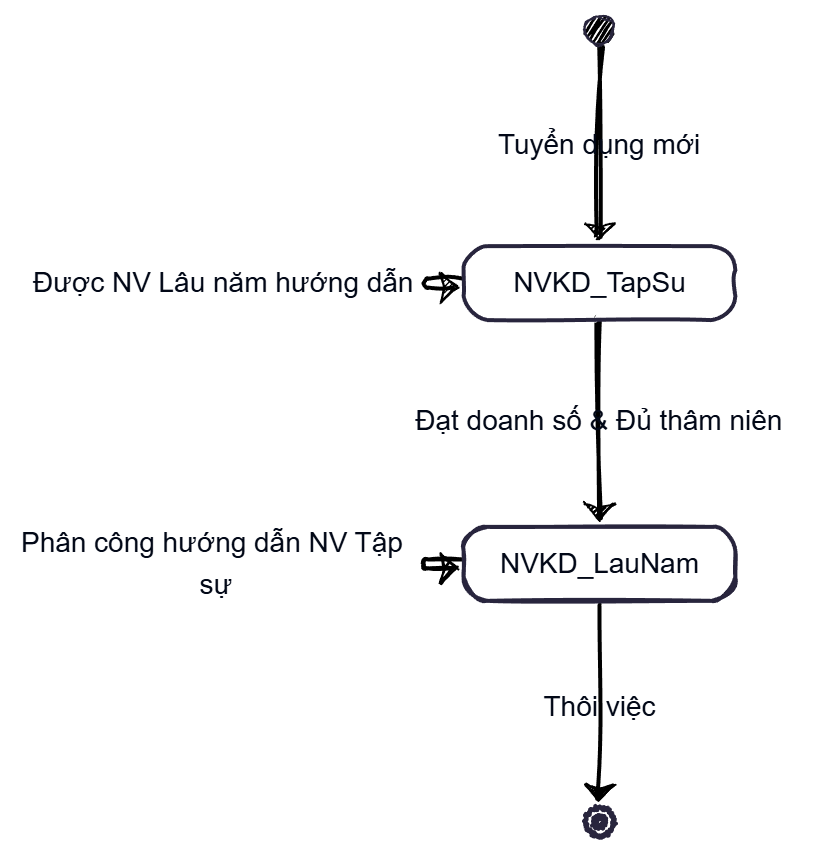 Tuyển dụng mới
Được NV Lâu năm hướng dẫn
NVKD_TapSu
Đạt doanh số & Đủ thâm niên
Phân công hướng dẫn NV Tập
sự
NVKD_LauNam
Thôi việc